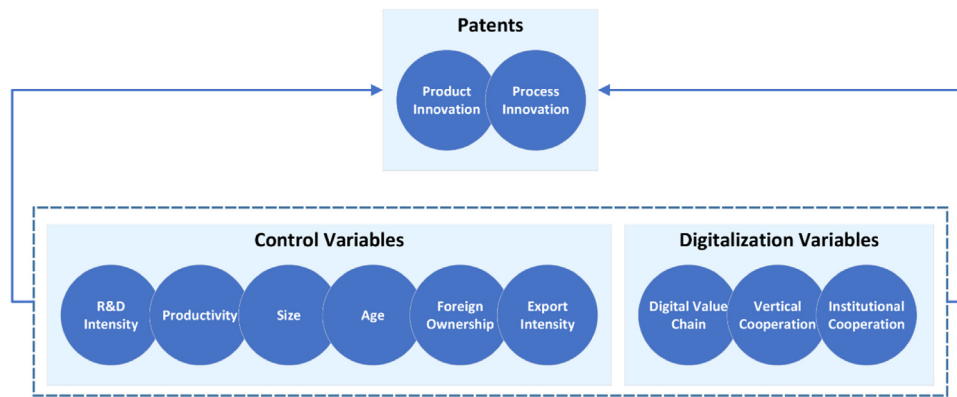 Patents
Product
Innovation
Process
Innovation
Control Variables
R&D
Intensity
Productivity
Size
Age
Foreign
Ownership
Export
Intensity
Digitalization Variables
Digital Value
Chain
Vertical
Cooperation
Institutional
Cooperation